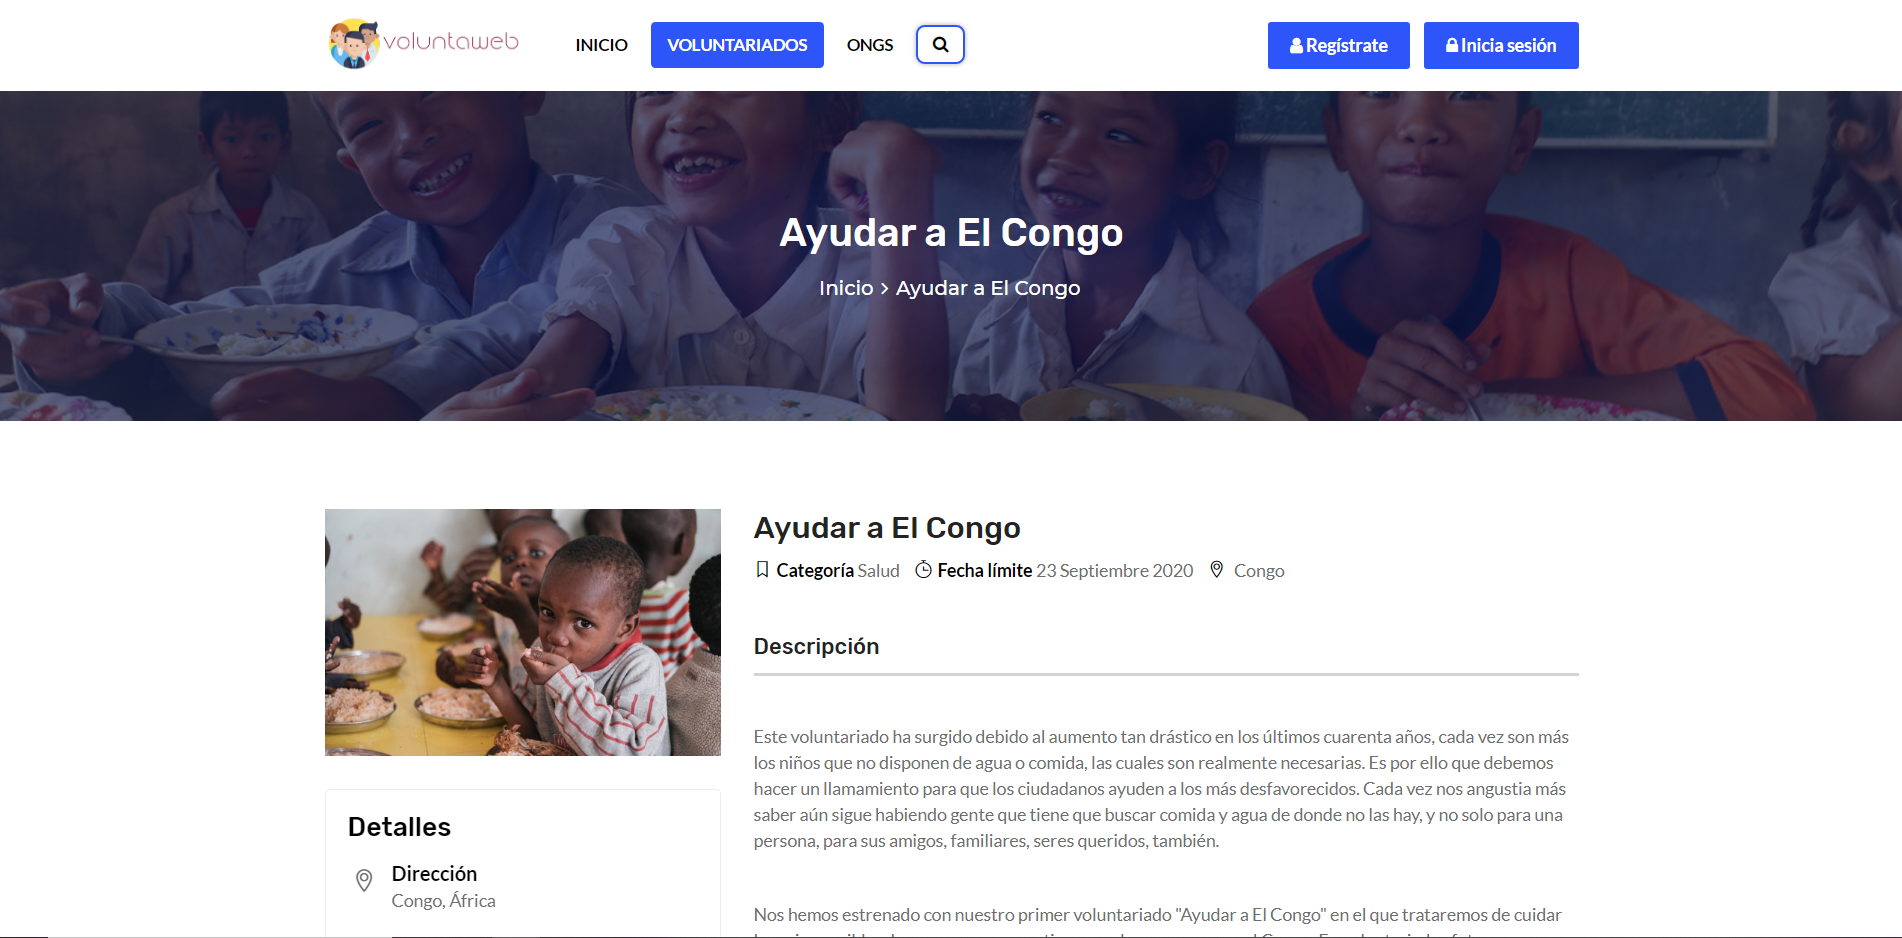 voluntaweb
INICIO
VOLUNTARIADOS
ONGS
Regístrate
Inicia sesión
Ayudar a El Congo
Inicio > Ayudar a El Congo
Ayudar a El Congo
Categoría Salud Fecha límite 23 Septiembre 2020 Congo
Descripción
Este voluntariado ha surgido debido al aumento tan drástico en los últimos cuarenta años, cada vez son más
los niños que no disponen de agua o comida, las cuales son realmente necesarias. Es por ello que debemos
hacer un llamamiento para que los ciudadanos ayuden a los más desfavorecidos. Cada vez nos angustia más
saber aún sigue habiendo gente que tiene que buscar comida y agua de donde no las hay, y no solo para una
persona, para sus amigos, familiares, seres queridos, también.
Nos hemos estrenado con nuestro primer voluntariado "Ayudar a El Congo" en el que trataremos de cuidar
Detalles
Dirección
Congo, África